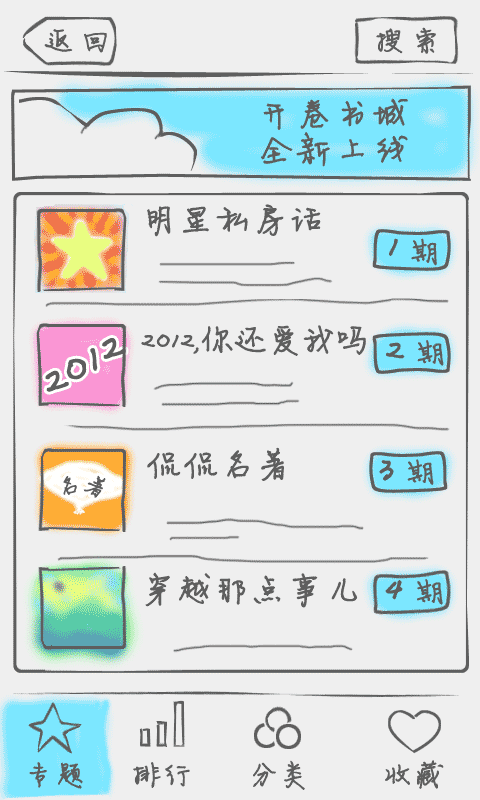 返回
搜索
开卷书城
全新上线
明星私房话
1期
2012
2012,你还爱我吗
2期
名著
侃侃名著
3期
穿越那点事儿
4期
专题
排行
分类
收藏